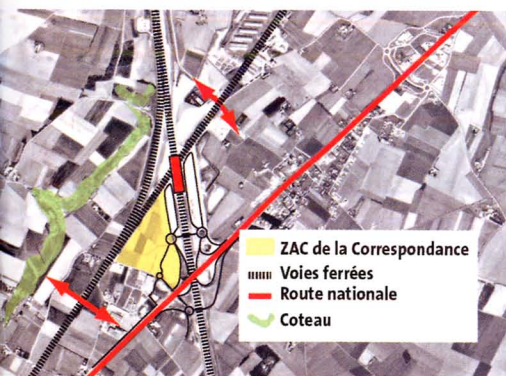 ZAC de la Correspondance
Voies ferrées
Route nationale
Coteau